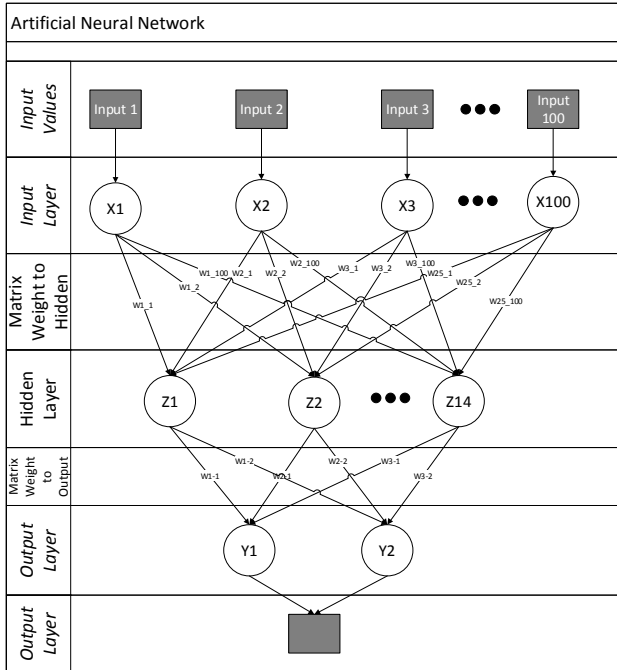 Artificial Neural Network
Input
Values
Input 1
Input 2
Input 3
Input
100
Input
Layer
X1
X2
X3
X100
Matrix
Weight to
Hidden
W1_1
W1_2
W1_100
W2_1
W2_2
W2_100
W3_1
W3_2
W3_100
W25_1
W25_2
W25_100
Hidden
Layer
Z1
Z2
Z14
Matrix
Weight
to
Output
W1-1
W1-2
W2-1
W2-2
W3-1
W3-2
Output
Layer
Y1
Y2
Output
Layer